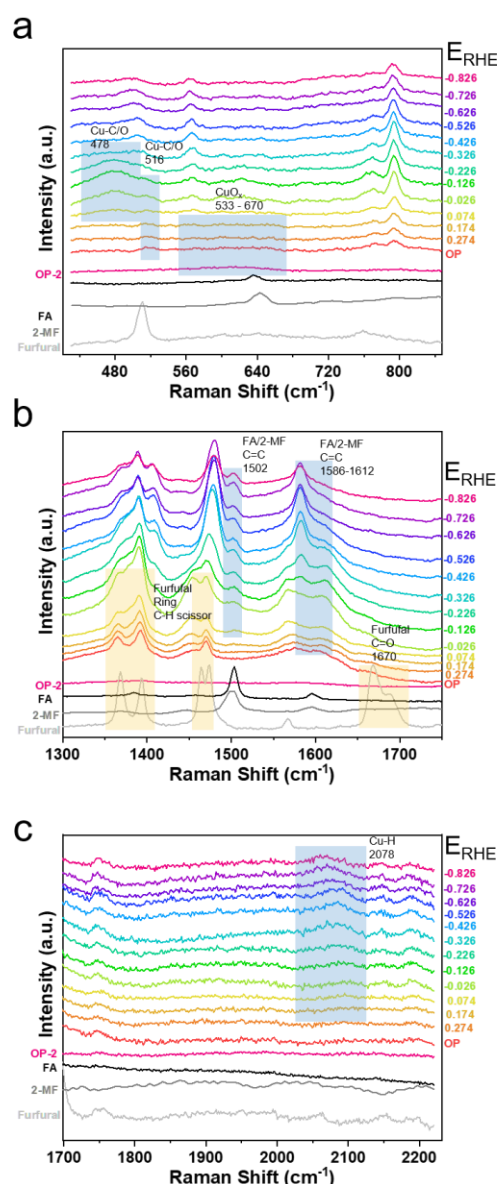 a
E_RHE
Intensity (a.u.)
Cu-C/O
478
Cu-C/O
516
CuOₓ
533 - 670
-0.826
-0.726
-0.626
-0.526
-0.426
-0.326
-0.226
-0.126
-0.026
0.074
0.174
0.274
OP
OP-2
FA
2-MF
Furfural
480 560 640 720 800
Raman Shift (cm⁻¹)
b
E_RHE
Intensity (a.u.)
FA/2-MF
C=C
1502
FA/2-MF
C=C
1586-1612
Furfufal
Ring
C-H scissor
Furfufal
C=O
1670
-0.826
-0.726
-0.626
-0.526
-0.426
-0.326
-0.226
-0.126
-0.026
0.074
0.174
0.274
OP
OP-2
FA
2-MF
Furfural
1300 1400 1500 1600 1700
Raman Shift (cm⁻¹)
c
E_RHE
Intensity (a.u.)
Cu-H
2078
-0.826
-0.726
-0.626
-0.526
-0.426
-0.326
-0.226
-0.126
-0.026
0.074
0.174
0.274
OP
OP-2
FA
2-MF
Furfural
1700 1800 1900 2000 2100 2200
Raman Shift (cm⁻¹)